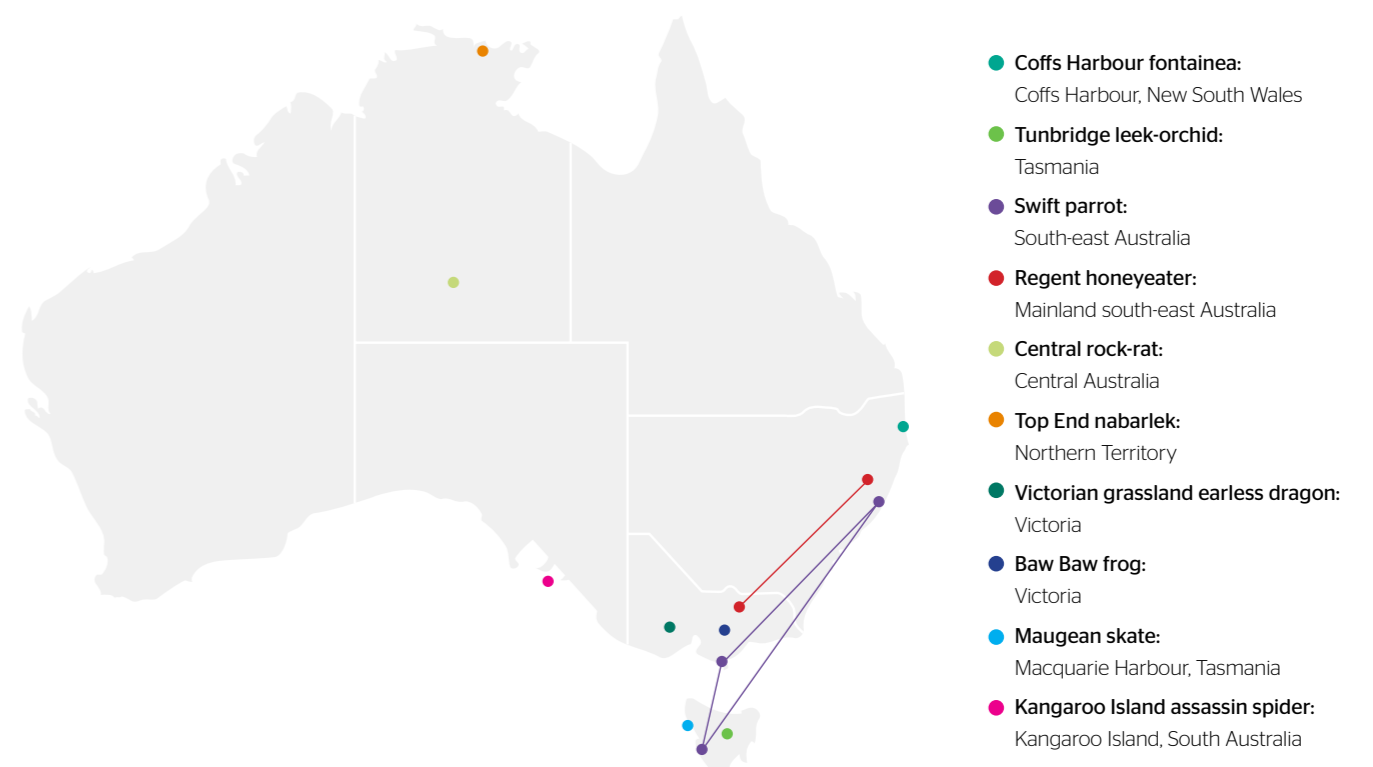 Coffs Harbour fontainea:
Coffs Harbour, New South Wales
Tunbridge leek-orchid:
Tasmania
Swift parrot:
South-east Australia
Regent honeyeater:
Mainland south-east Australia
Central rock-rat:
Central Australia
Top End nabarlek:
Northern Territory
Victorian grassland earless dragon:
Victoria
Baw Baw frog:
Victoria
Maugean skate:
Macquarie Harbour, Tasmania
Kangaroo Island assassin spider:
Kangaroo Island, South Australia